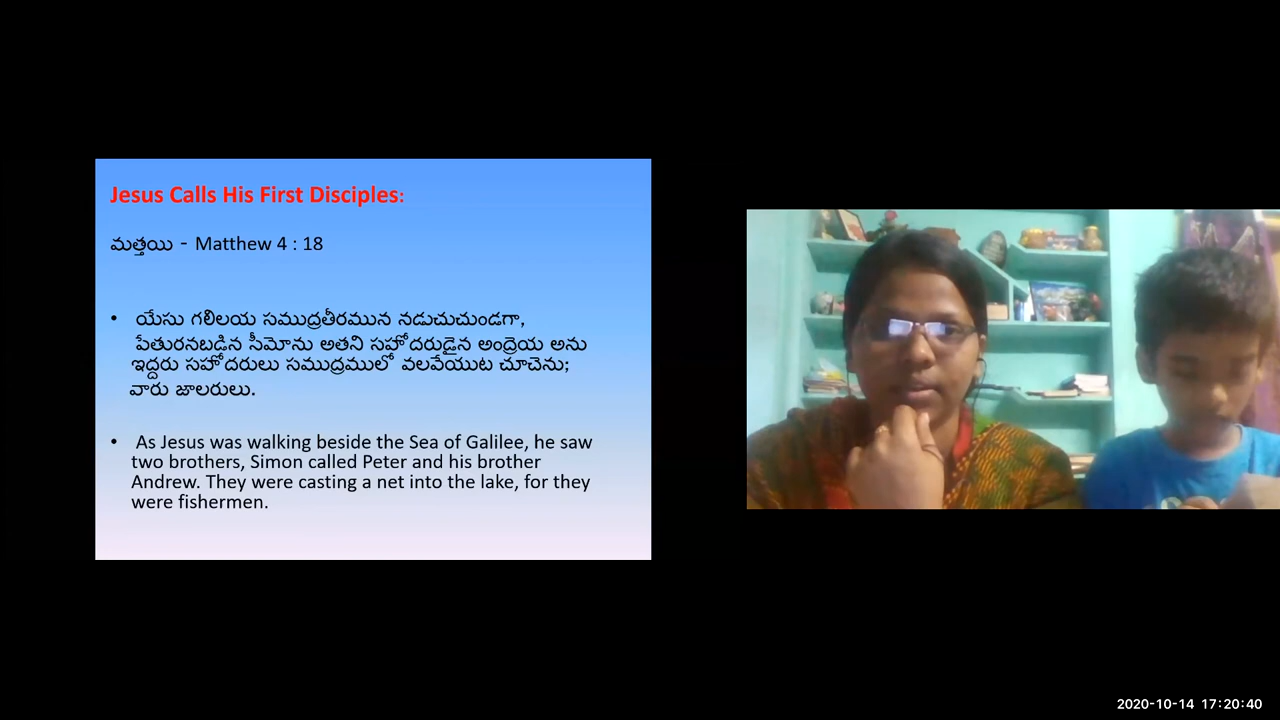 Jesus Calls His First Disciples:
మత్తయి - Matthew 4 : 18
• యేసు గలిలయ సముద్రతీరమున నడుచుచుండగా,
పేతురనబడిన సీమోను అతని సహోదరుడైన అంద్రెయ అను
ఇద్దరు సహోదరులు సముద్రములో వలవేయుట చూచెను;
వారు జాలరులు.
• As Jesus was walking beside the Sea of Galilee, he saw
two brothers, Simon called Peter and his brother
Andrew. They were casting a net into the lake, for they
were fishermen.
2020-10-14 17:20:40